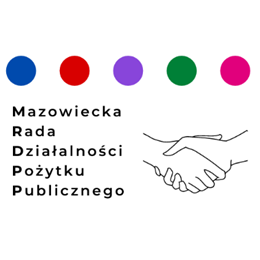 Mazowiecka
Rada
Działalności
Pożytku
Publicznego